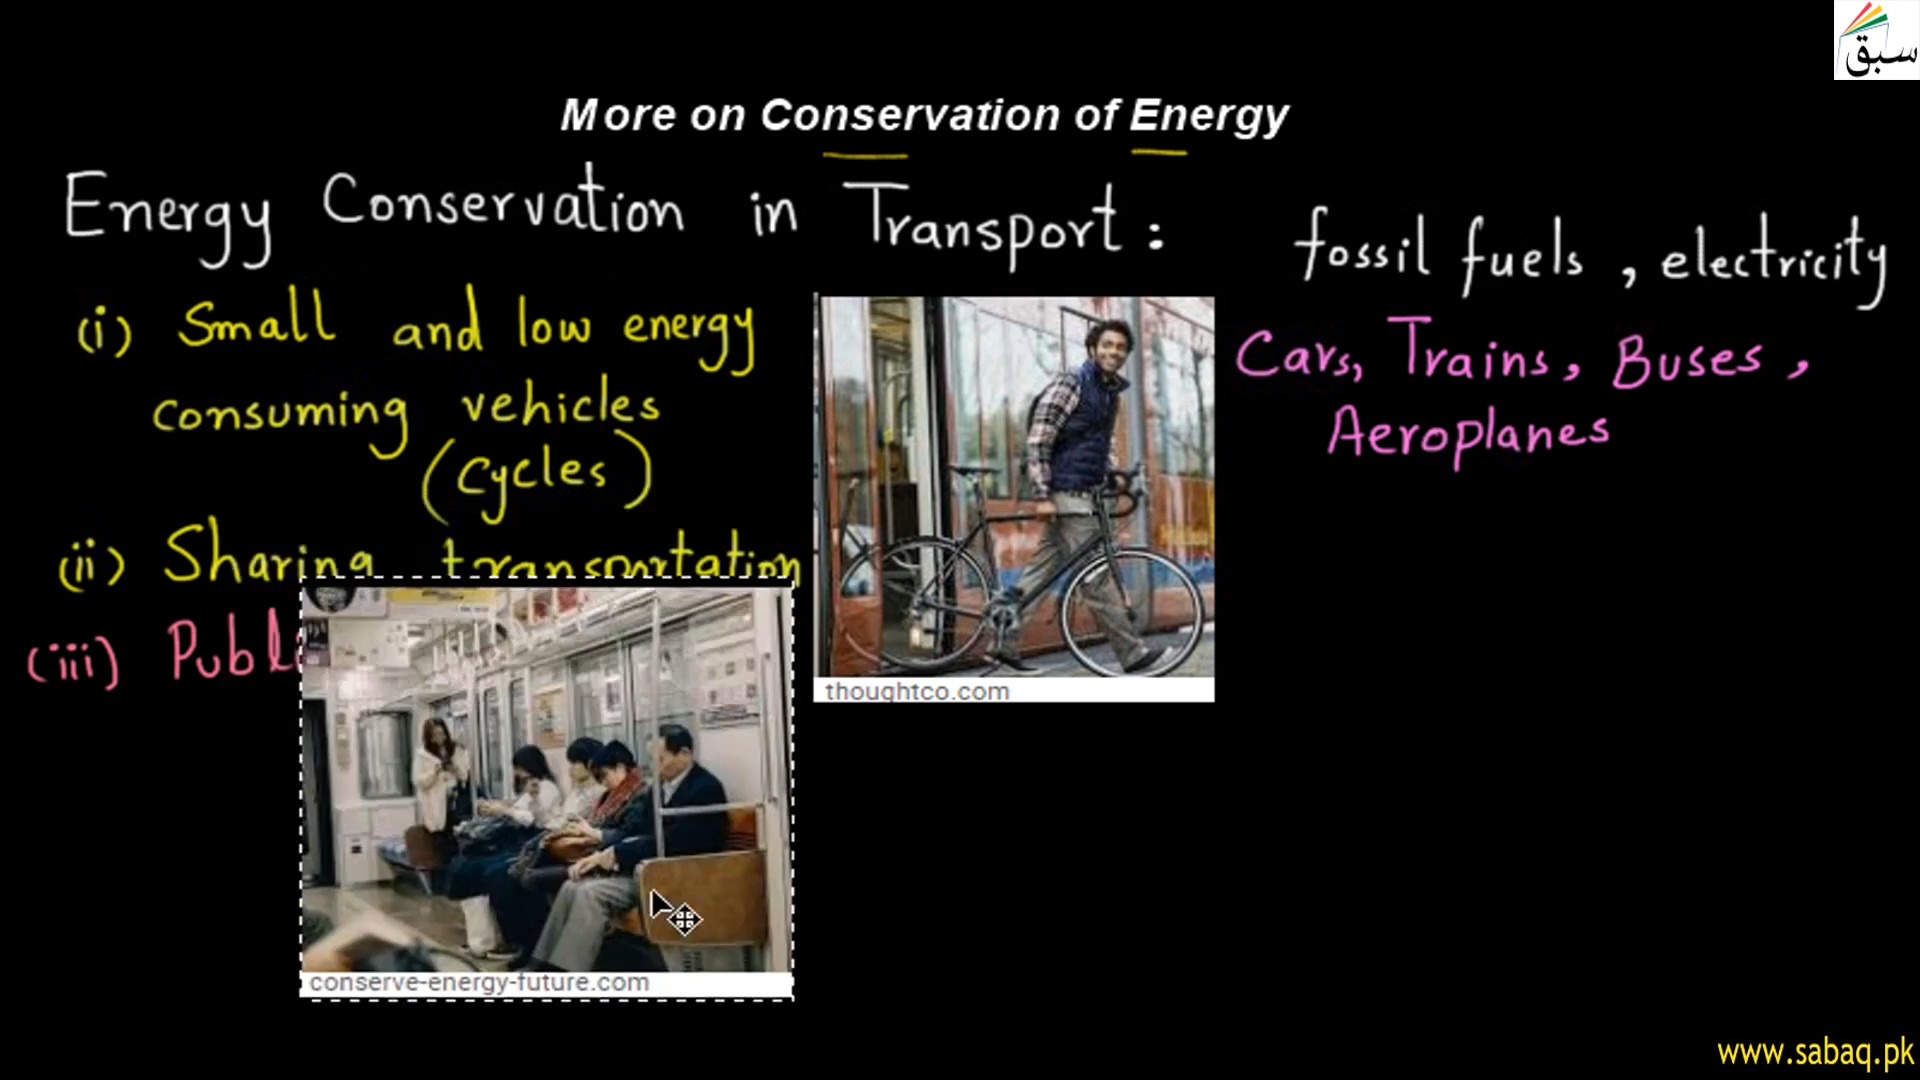 سبق
More on Conservation of Energy
Energy Conservation in Transport :
fossil fuels , electricity
(i) Small and low energy
consuming vehicles
(Cycles)
Cars, Trains, Buses ,
Aeroplanes
(ii) Sharing transportation
(iii)
thoughtco.com
conserve-energy-future.com
www.sabaq.pk